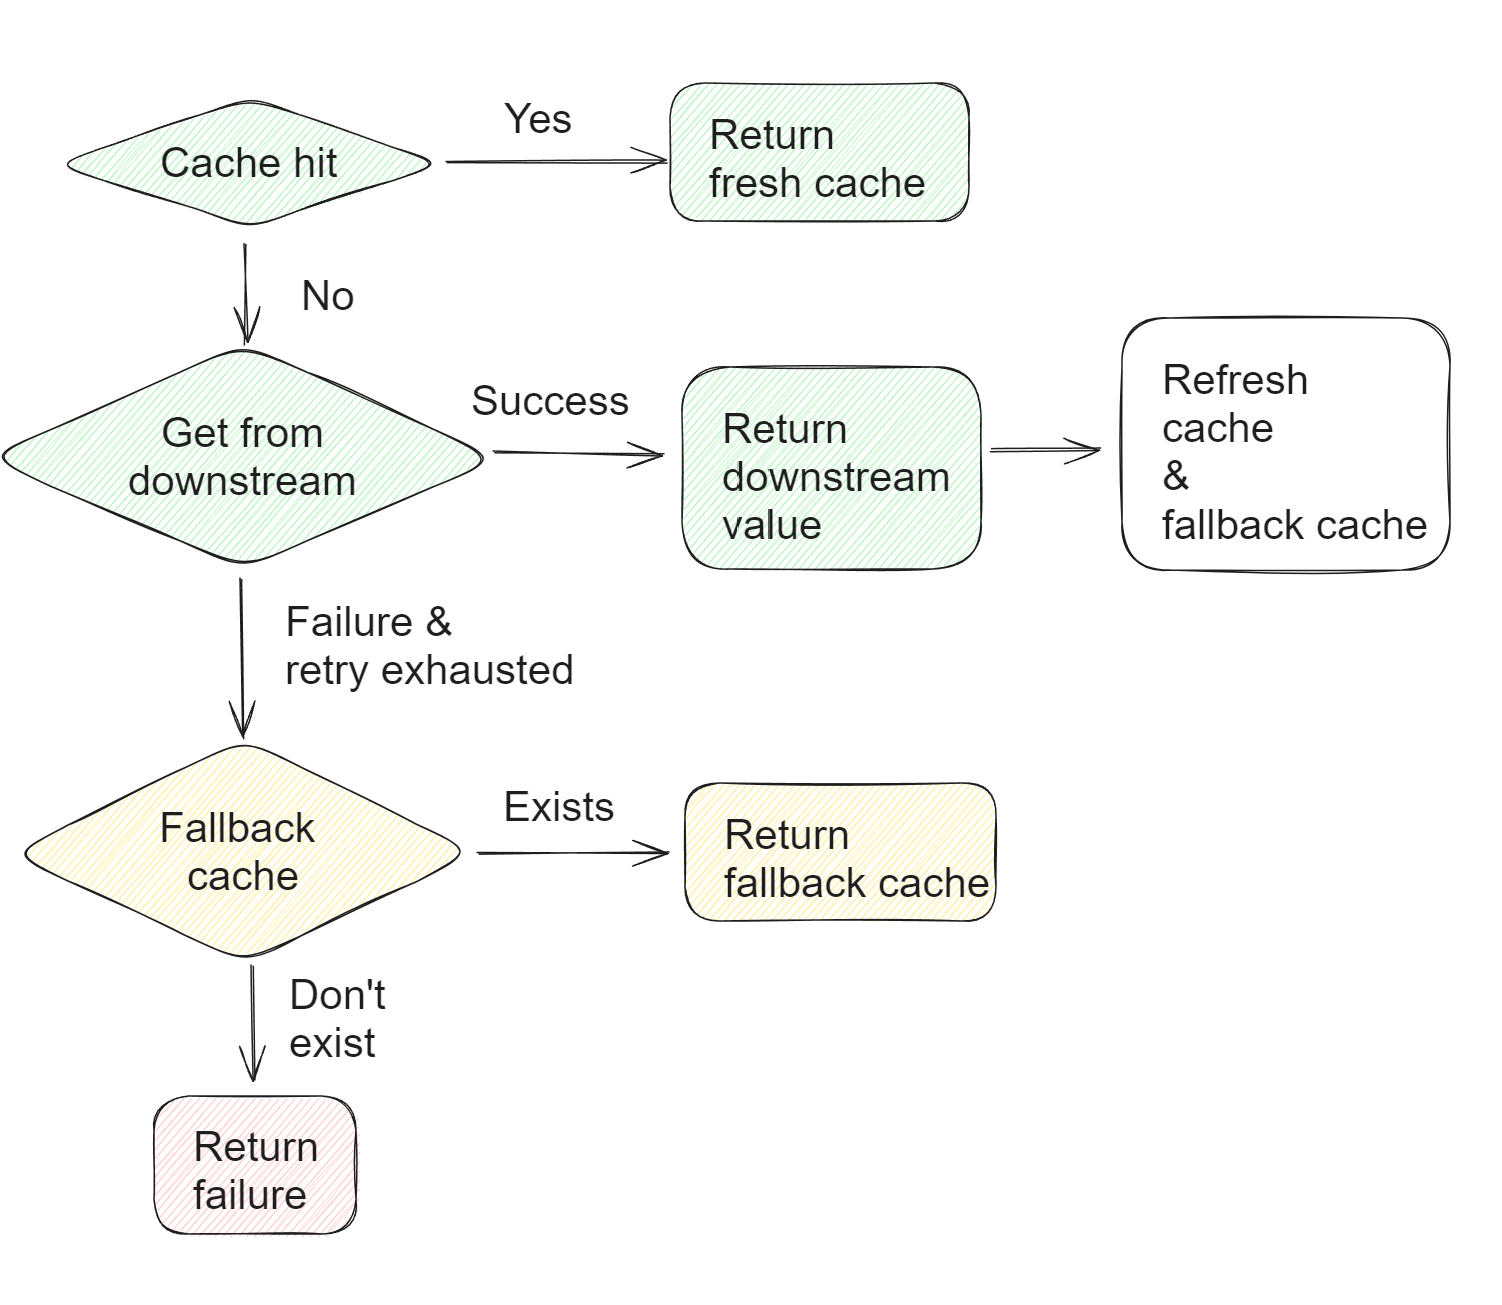 Cache hit
Yes
Return
fresh cache
No
Get from
downstream
Success
Return
downstream
value
Refresh
cache
&
fallback cache
Failure &
retry exhausted
Fallback
cache
Exists
Return
fallback cache
Don't
exist
Return
failure